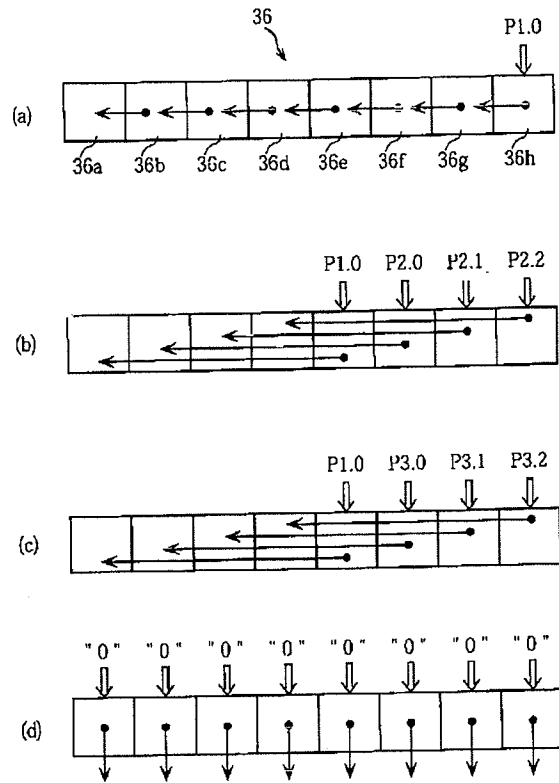 36
P1.0
(a)
36a 36b 36c 36d 36e 36f 36g 36h
P1.0 P2.0 P2.1 P2.2
(b)
P1.0 P3.0 P3.1 P3.2
(c)
"0" "0" "0" "0" "0" "0" "0" "0"
(d)